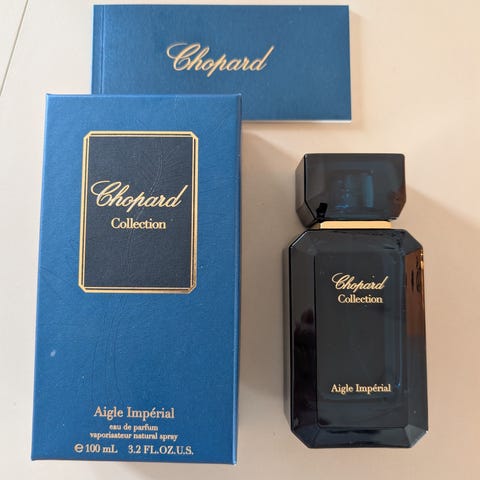 Chopard
Chopard
Collection
Aigle Impérial
eau de parfum
vaporisateur natural spray
℮ 100 mL 3.2 FL.OZ.U.S.
Chopard
Collection
Aigle Impérial